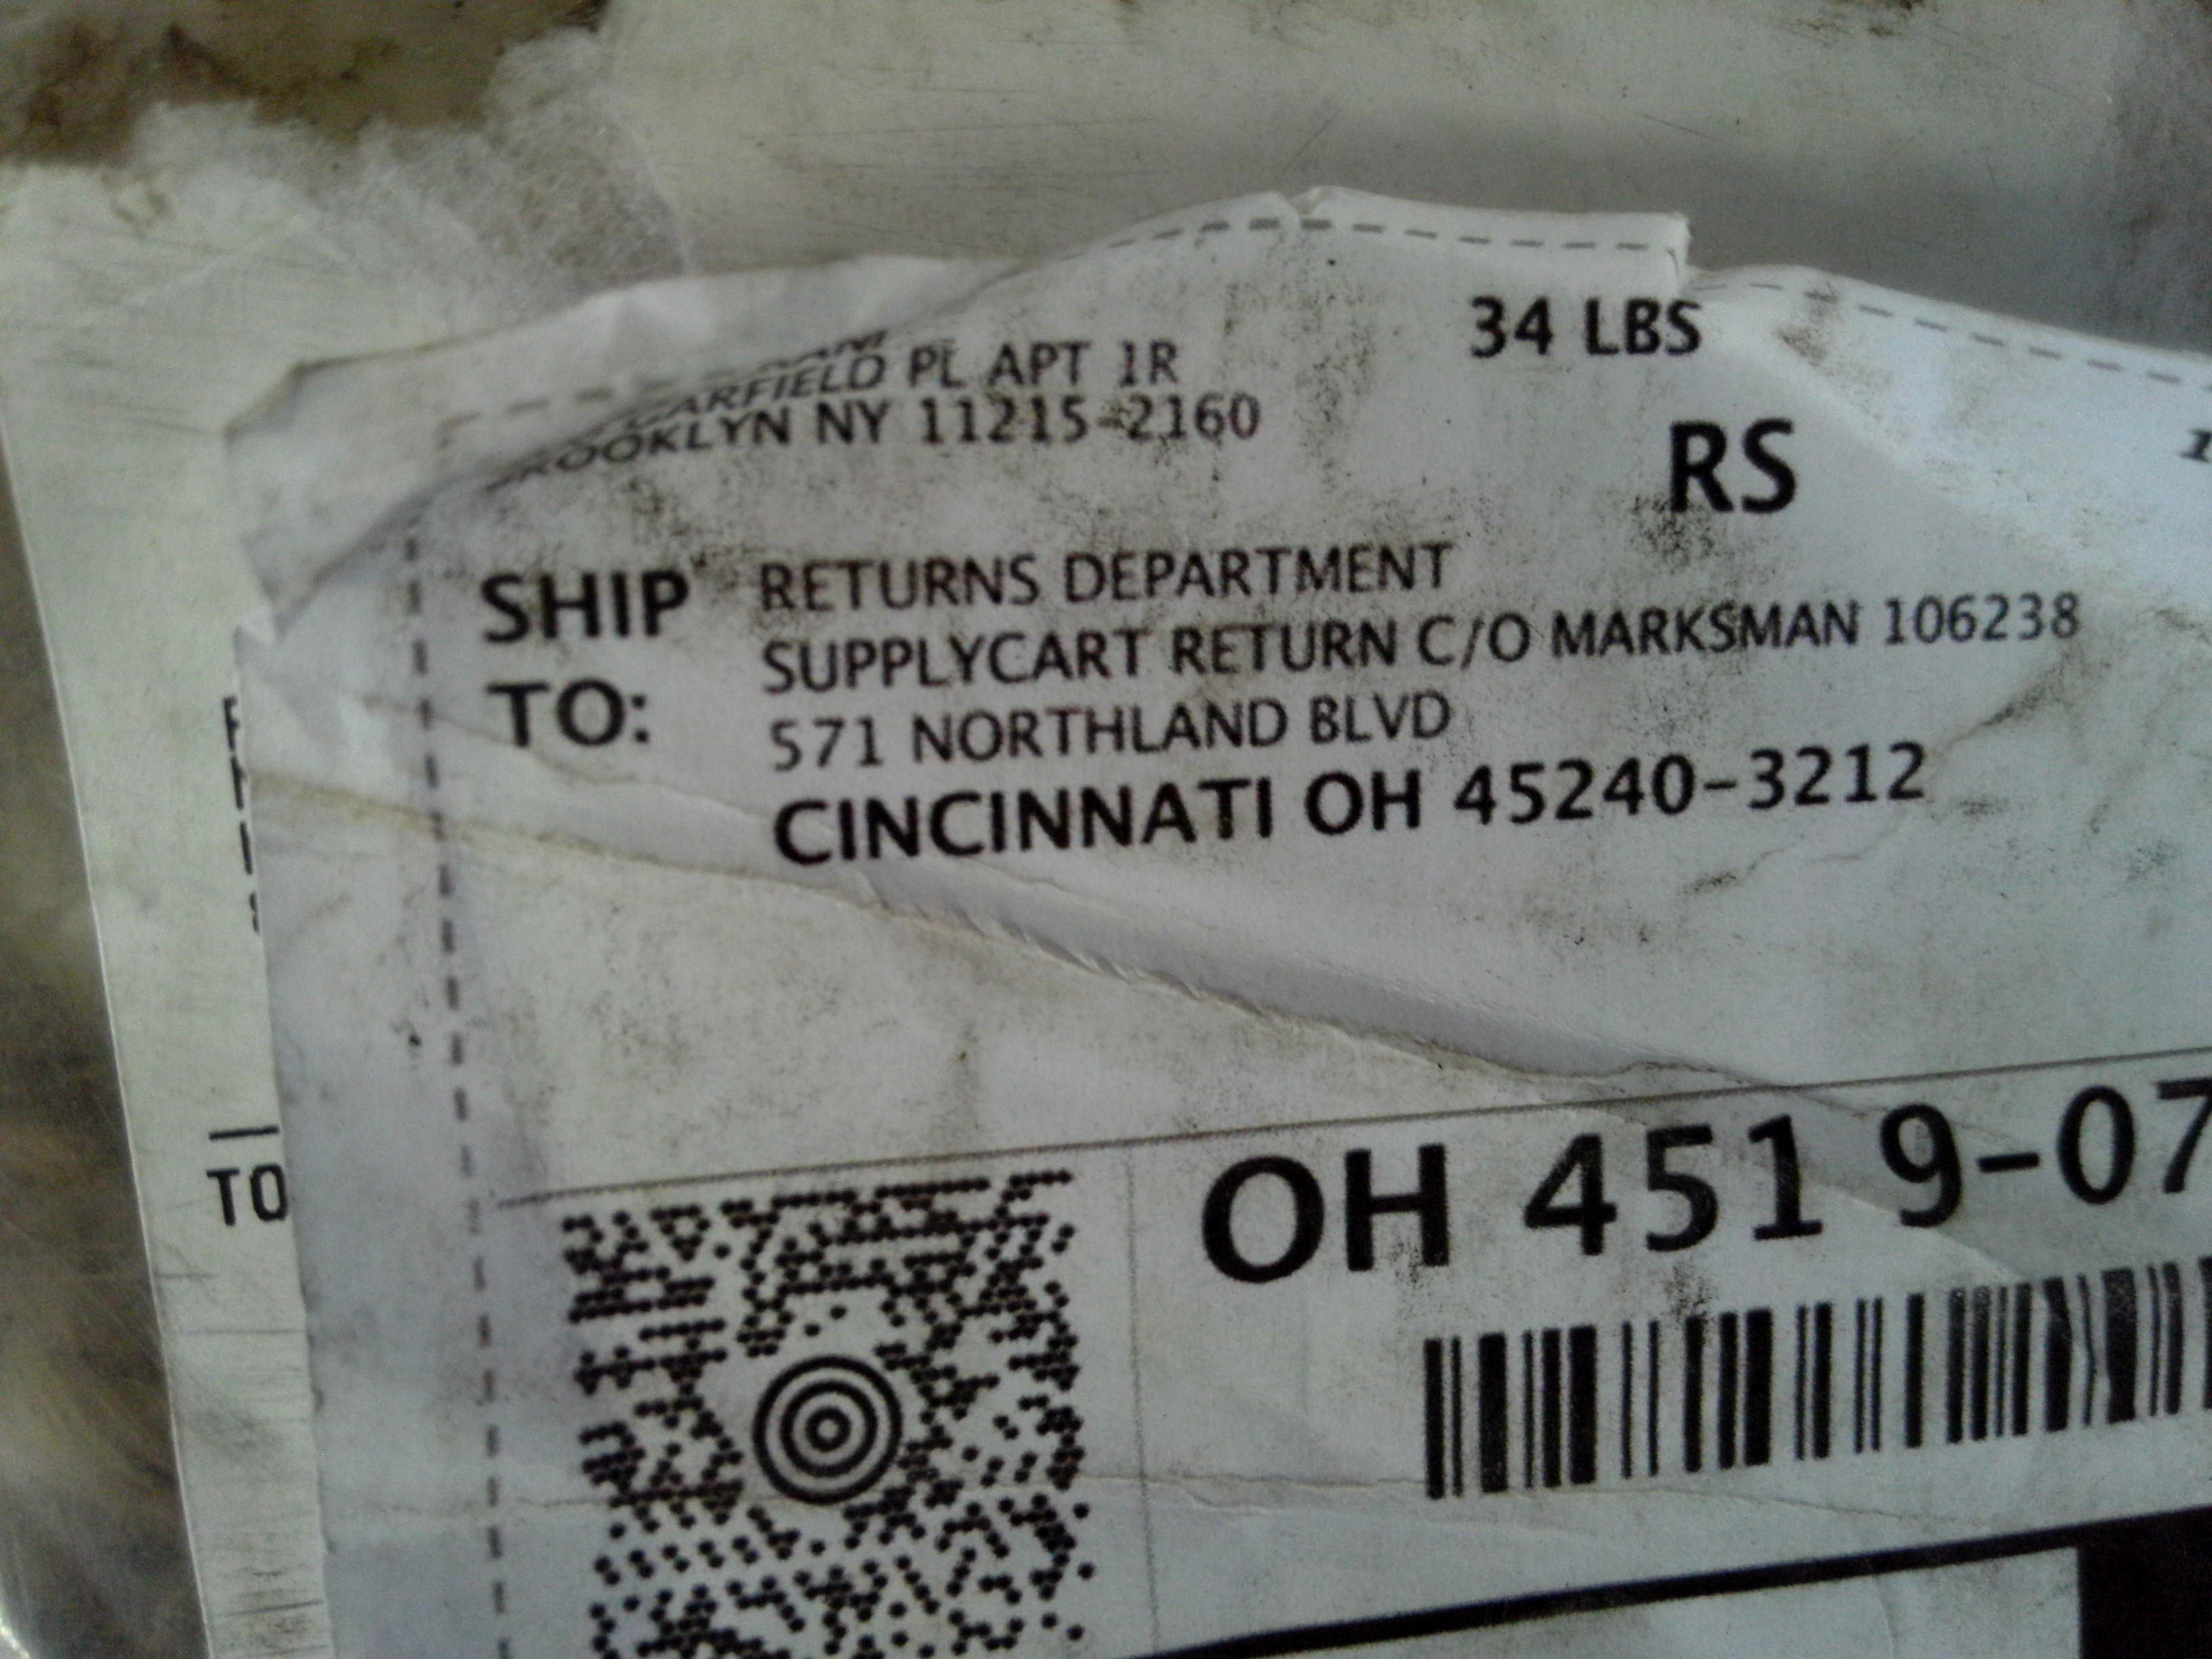 GARFIELD PL APT 1R
BROOKLYN NY 11215-2160
34 LBS
RS
SHIP TO:
RETURNS DEPARTMENT
SUPPLYCART RETURN C/O MARKSMAN 106238
571 NORTHLAND BLVD
CINCINNATI OH 45240-3212
OH 451 9-07
TO